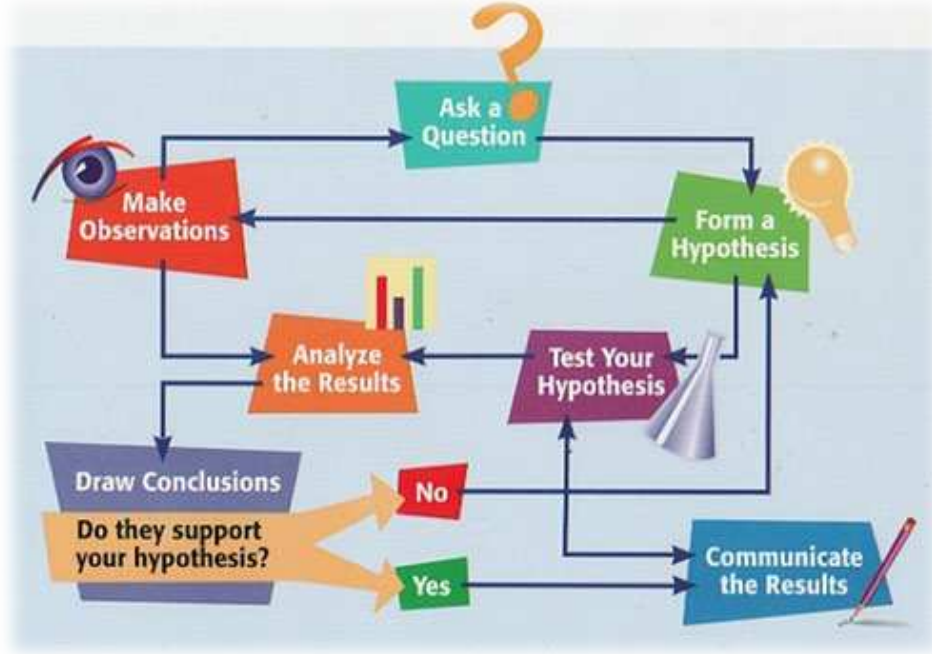 Ask a
Question
Make
Observations
Form a
Hypothesis
Analyze
the Results
Test Your
Hypothesis
Draw Conclusions
Do they support
your hypothesis?
No
Yes
Communicate
the Results